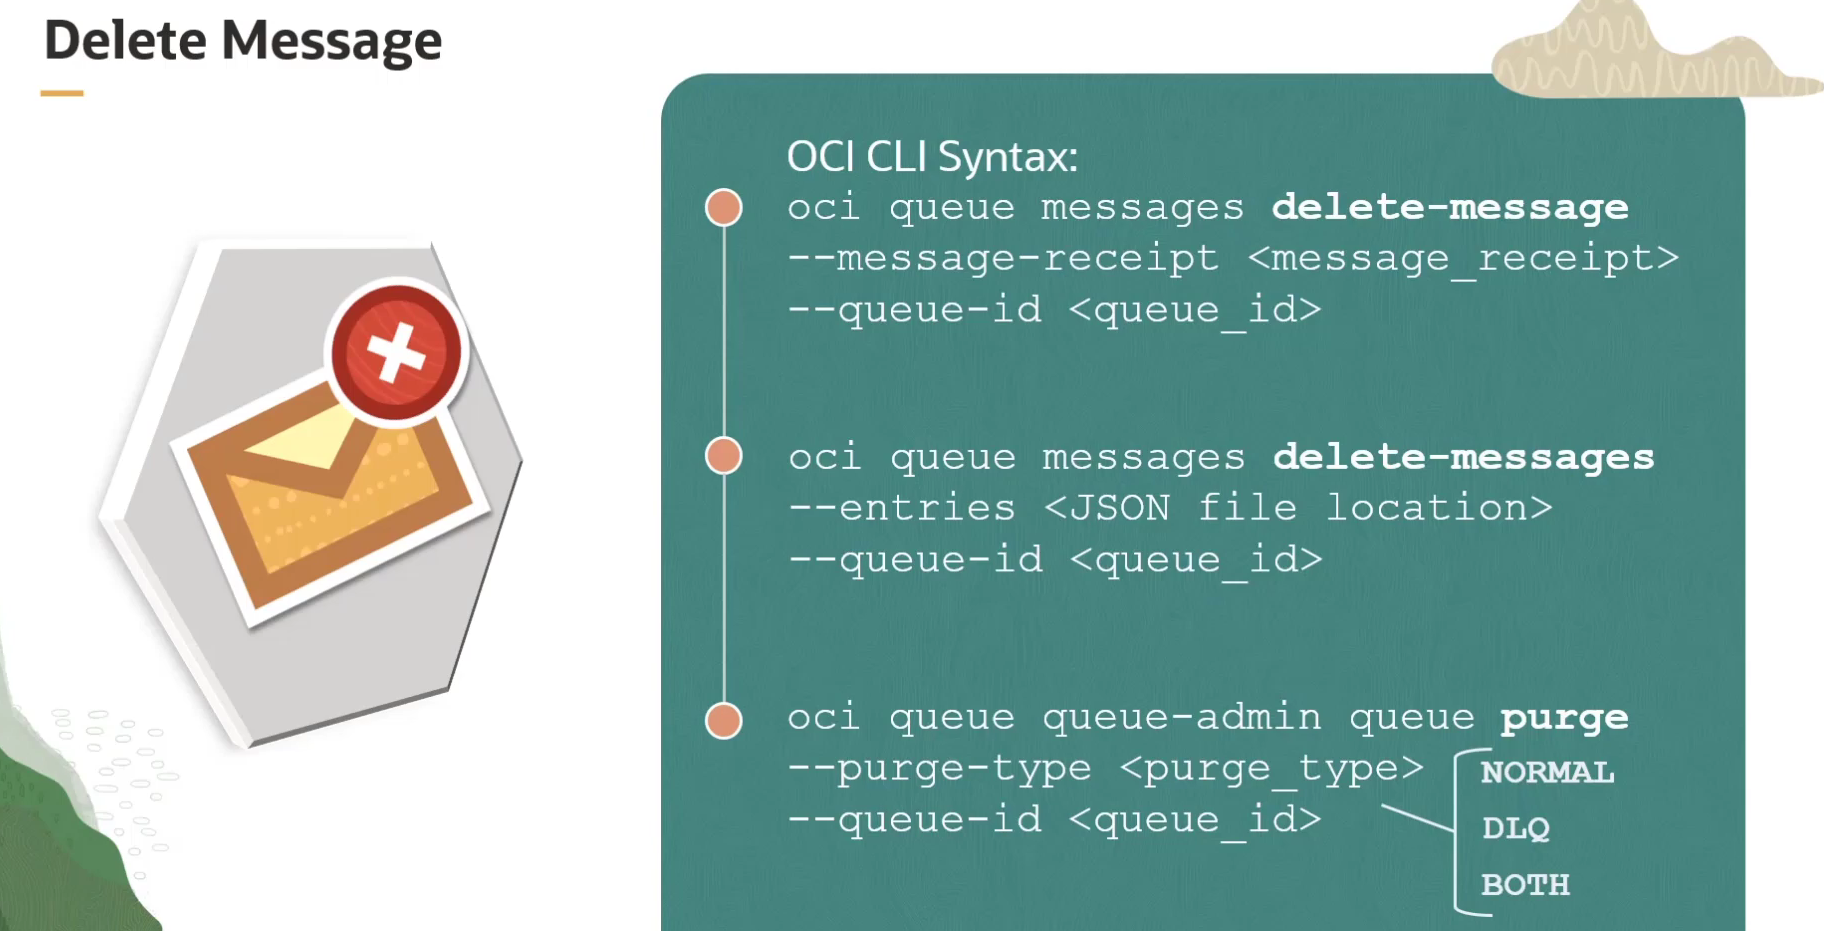 Delete Message
OCI CLI Syntax:
oci queue messages delete-message
--message-receipt <message_receipt>
--queue-id <queue_id>
oci queue messages delete-messages
--entries <JSON file location>
--queue-id <queue_id>
oci queue queue-admin queue purge
--purge-type <purge_type>
--queue-id <queue_id>
NORMAL
DLQ
BOTH